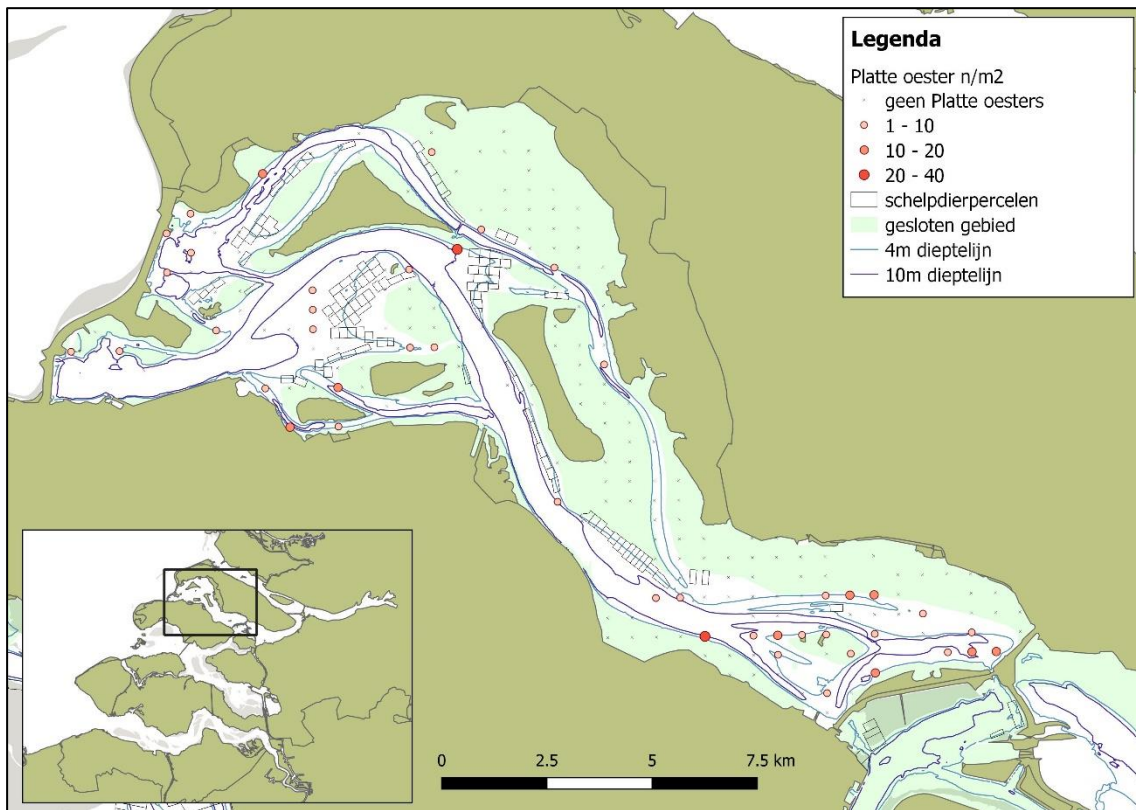 Legenda
Platte oester n/m2
geen Platte oesters
1 - 10
10 - 20
20 - 40
schelpdierpercelen
gesloten gebied
4m dieptelijn
10m dieptelijn
0 2.5 5 7.5 km